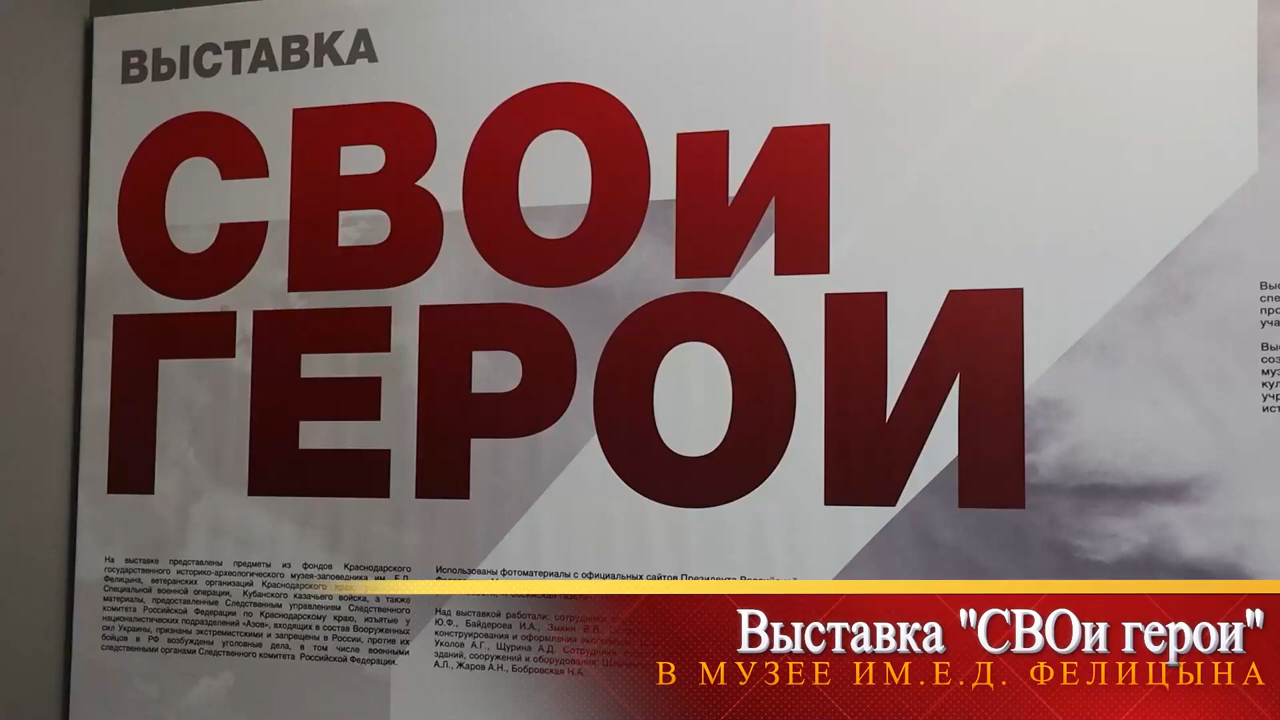 ВЫСТАВКА
СВОи
ГЕРОИ
На выставке представлены предметы из фондов Краснодарского
государственного историко-археологического музея-заповедника им. Е.Д.
Фелицына, ветеранских организаций Краснодарского края,
Специальной военной операции, Кубанского казачьего войска, а также
материалы, предоставленные Следственным управлением Следственного
комитета Российской Федерации по Краснодарскому краю, изъятые у
националистических подразделений «Азов», входящих в состав Вооруженных
сил Украины, признаны экстремистскими и запрещены в России, против их
бойцов в РФ возбуждены уголовные дела, в том числе военными
следственными органами Следственного комитета Российской Федерации.
Использованы фотоматериалы с официальных сайтов Президента
Над выставкой работали: сотрудники
Ю.Ф., Байдерова И.А.,
конструирования и оформления
Уколов А.Г., Щурина А.Д. Сотрудники
зданий, сооружений и оборудования:
А.Л., Жаров А.Н., Бобровская Н.А.
Выставка "СВОи герои"
В МУЗЕЕ ИМ.Е.Д. ФЕЛИЦЫНА